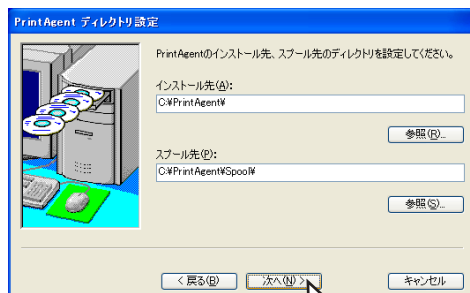 PrintAgent ディレクトリ設定
PrintAgentのインストール先、スプール先のディレクトリを設定してください。
インストール先(A):
C:¥PrintAgent¥
参照(R)...
スプール先(P):
C:¥PrintAgent¥Spool¥
参照(S)...
< 戻る(B)
次へ(N) >
キャンセル